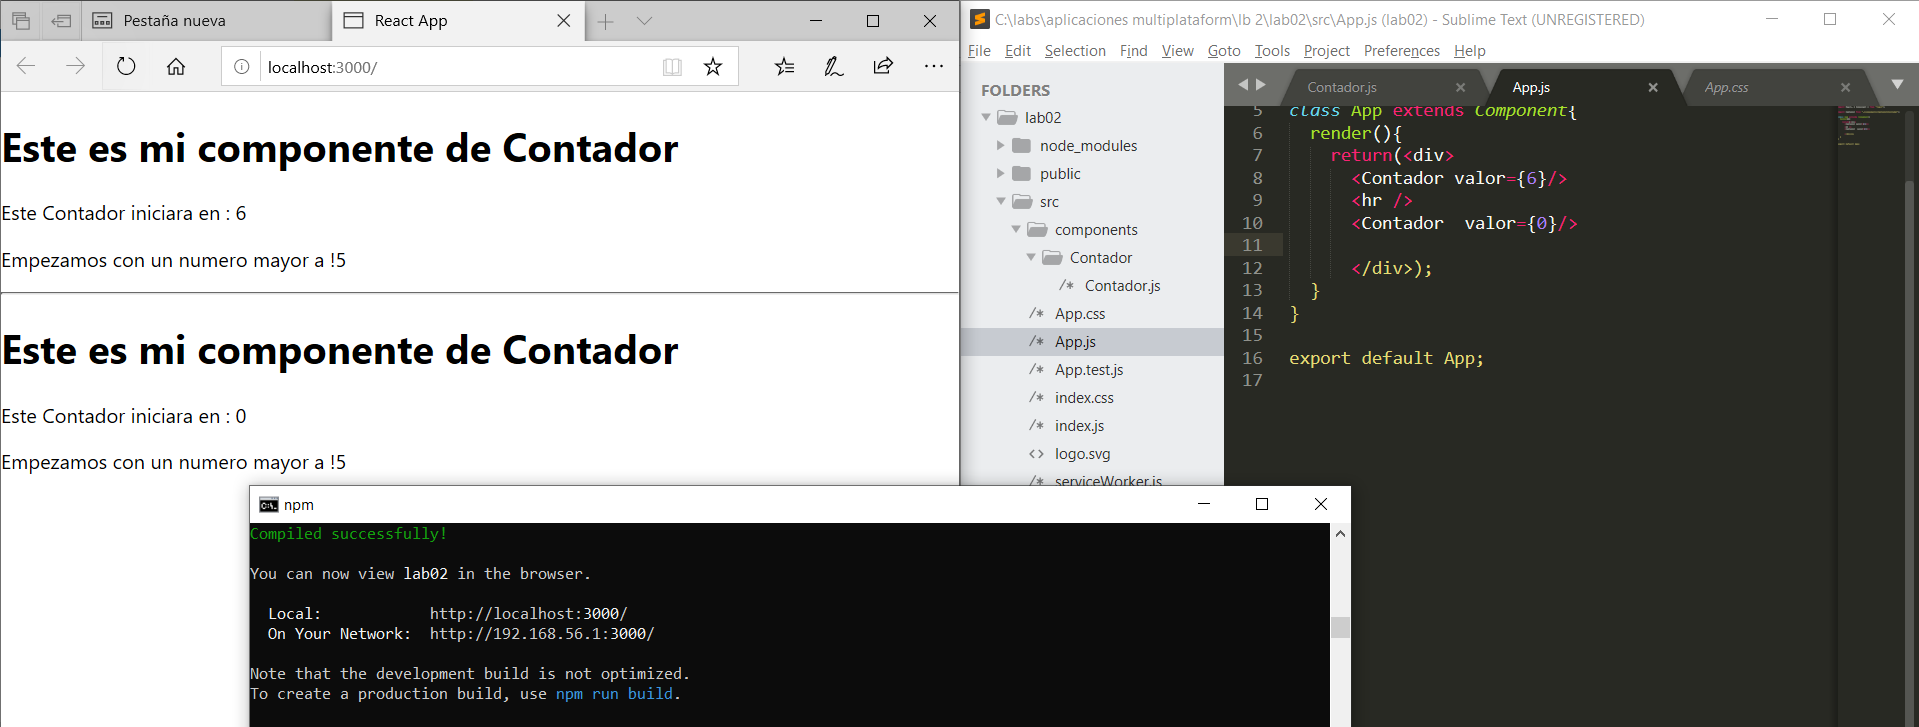 Pestaña nueva
React App
localhost:3000/
Este es mi componente de Contador
Este Contador iniciara en : 6
Empezamos con un numero mayor a !5
Este es mi componente de Contador
Este Contador iniciara en : 0
Empezamos con un numero mayor a !5
C:\labs\aplicaciones multiplataform\lb 2\lab02\src\App.js (lab02) - Sublime Text (UNREGISTERED)
File Edit Selection Find View Goto Tools Project Preferences Help
FOLDERS
lab02
node_modules
public
src
components
Contador
/* Contador.js
/* App.css
/* App.js
/* App.test.js
/* index.css
/* index.js
<> logo.svg
/* serviceWorker.js
Contador.js
App.js
App.css
5 class App extends Component{
6 render(){
7 return(<div>
8 <Contador valor={6}/>
9 <hr />
10 <Contador  valor={0}/>
11
12 </div>);
13 }
14 }
15
16 export default App;
17
npm
Compiled successfully!
You can now view lab02 in the browser.
Local: http://localhost:3000/
On Your Network: http://192.168.56.1:3000/
Note that the development build is not optimized.
To create a production build, use npm run build.